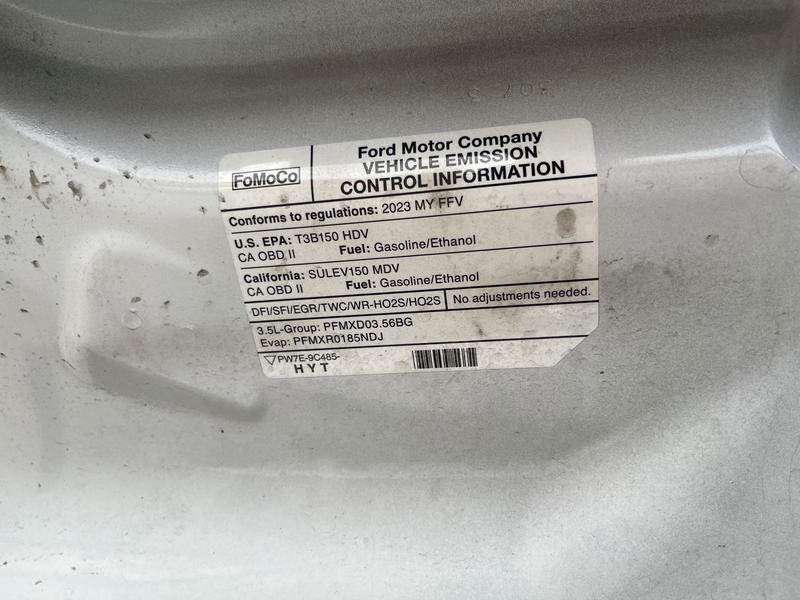 Ford Motor Company
VEHICLE EMISSION
CONTROL INFORMATION
FoMoCo
Conforms to regulations: 2023 MY FFV
U.S. EPA: T3B150 HDV
CA OBD II Fuel: Gasoline/Ethanol
California: SULEV150 MDV
CA OBD II Fuel: Gasoline/Ethanol
DFI/SFI/EGR/TWC/WR-HO2S/HO2S No adjustments needed.
3.5L-Group: PFMXD03.56BG
Evap: PFMXR0185NDJ
PW7E-9C485-
HYT